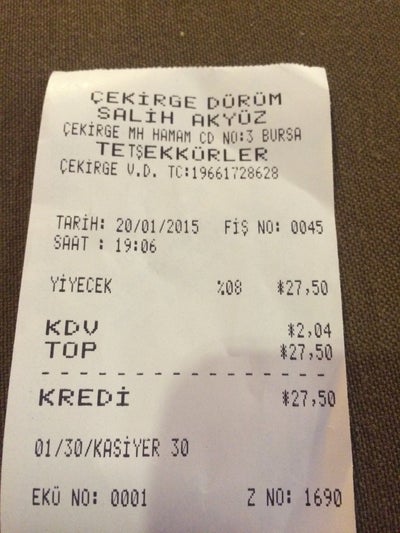 ÇEKİRGE DÜRÜM
SALİH AKYÜZ
ÇEKİRGE MH HAMAM CD NO:3 BURSA
TETŞEKKÜRLER
ÇEKİRGE V.D. TC:19661728628
TARİH: 20/01/2015 FİŞ NO: 0045
SAAT : 19:06
YİYECEK %08 *27,50
KDV *2,04
TOP *27,50
KREDİ *27,50
01/30/KASİYER 30
EKÜ NO: 0001 Z NO: 1690